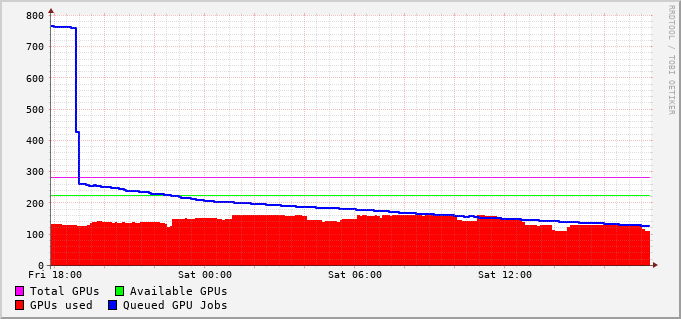 800
700
600
500
400
300
200
100
0
Fri 18:00 Sat 00:00 Sat 06:00 Sat 12:00
Total GPUs Available GPUs
GPUs used Queued GPU Jobs
RRDTOOL / TOBI OETIKER